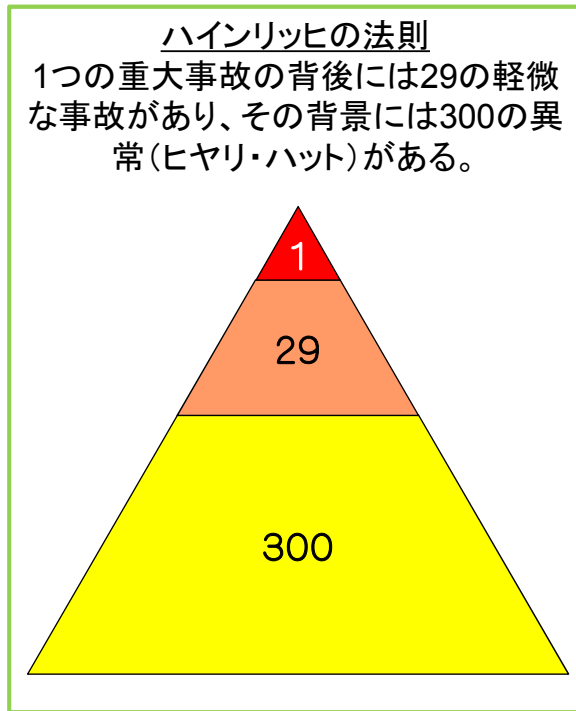 ハインリッヒの法則
1つの重大事故の背後には29の軽微
な事故があり、その背景には300の異
常(ヒヤリ・ハット)がある。
1
29
300